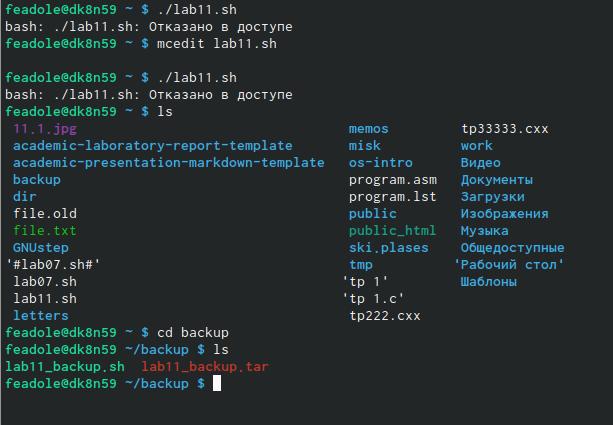 feadole@dk8n59 ~ $ ./lab11.sh
bash: ./lab11.sh: Отказано в доступе
feadole@dk8n59 ~ $ mcedit lab11.sh
feadole@dk8n59 ~ $ ./lab11.sh
bash: ./lab11.sh: Отказано в доступе
feadole@dk8n59 ~ $ ls
11.1.jpg memos tp33333.cxx
academic-laboratory-report-template misk work
academic-presentation-markdown-template os-intro Видео
backup program.asm Документы
dir program.lst Загрузки
file.old public Изображения
file.txt public_html Музыка
GNUstep ski.plases Общедоступные
'#lab07.sh#' tmp 'Рабочий стол'
lab07.sh 'tp 1' Шаблоны
lab11.sh 'tp 1.c'
letters tp222.cxx
feadole@dk8n59 ~ $ cd backup
feadole@dk8n59 ~/backup $ ls
lab11_backup.sh lab11_backup.tar
feadole@dk8n59 ~/backup $